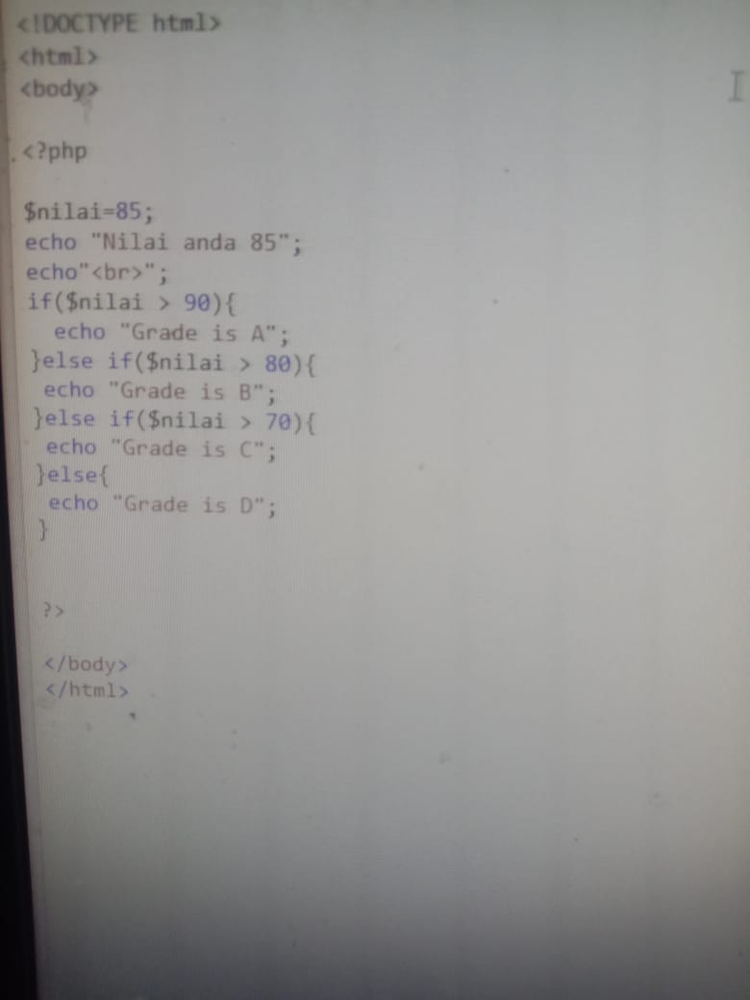 <!DOCTYPE html>
<html>
<body>
<?php
$nilai=85;
echo "Nilai anda 85";
echo"<br>";
if($nilai > 90){
echo "Grade is A";
}else if($nilai > 80){
echo "Grade is B";
}else if($nilai > 70){
echo "Grade is C";
}else{
echo "Grade is D";
}
?>
</body>
</html>